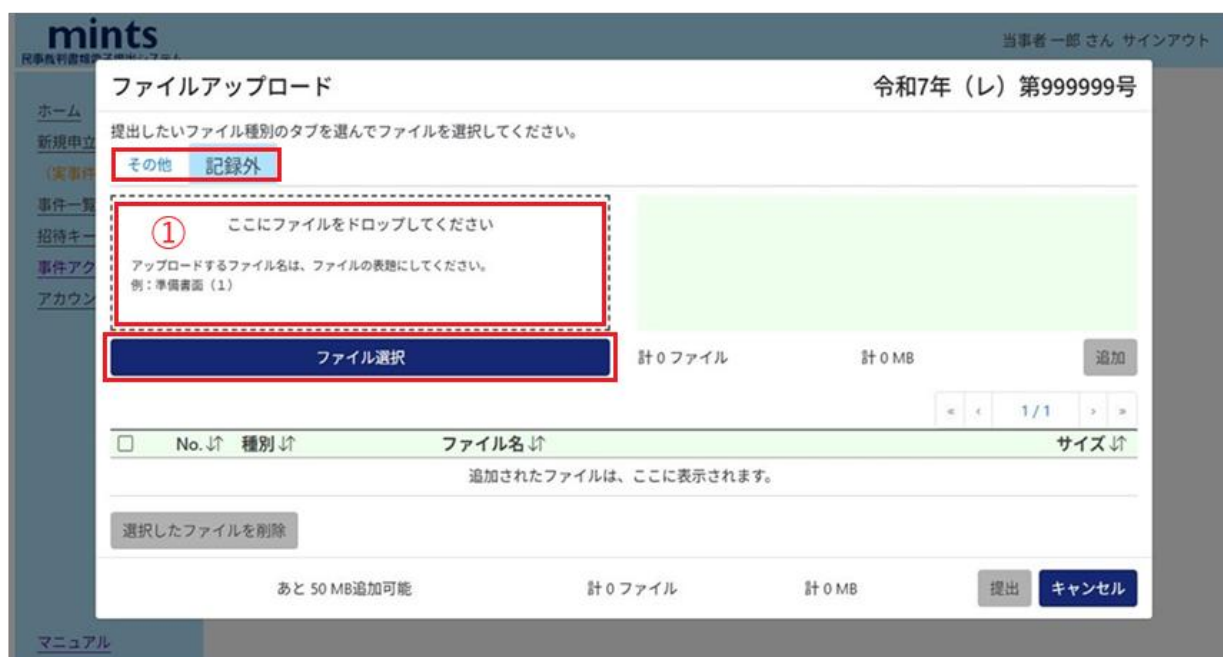 mints
当事者 一郎 さん サインアウト
ファイルアップロード
令和7年（レ）第999999号
ホーム
新規申立
（実事件
事件一覧
招待キー
事件アク
アカウン
提出したいファイル種別のタブを選んでファイルを選択してください。
その他 記録外
① ここにファイルをドロップしてください
アップロードするファイル名は、ファイルの表題にしてください。
例：準備書面（1）
ファイル選択 計 0 ファイル 計 0 MB 追加
« ‹ 1 / 1 › »
No. 種別 ファイル名 サイズ
追加されたファイルは、ここに表示されます。
選択したファイルを削除
あと 50 MB追加可能 計 0 ファイル 計 0 MB 提出 キャンセル
マニュアル